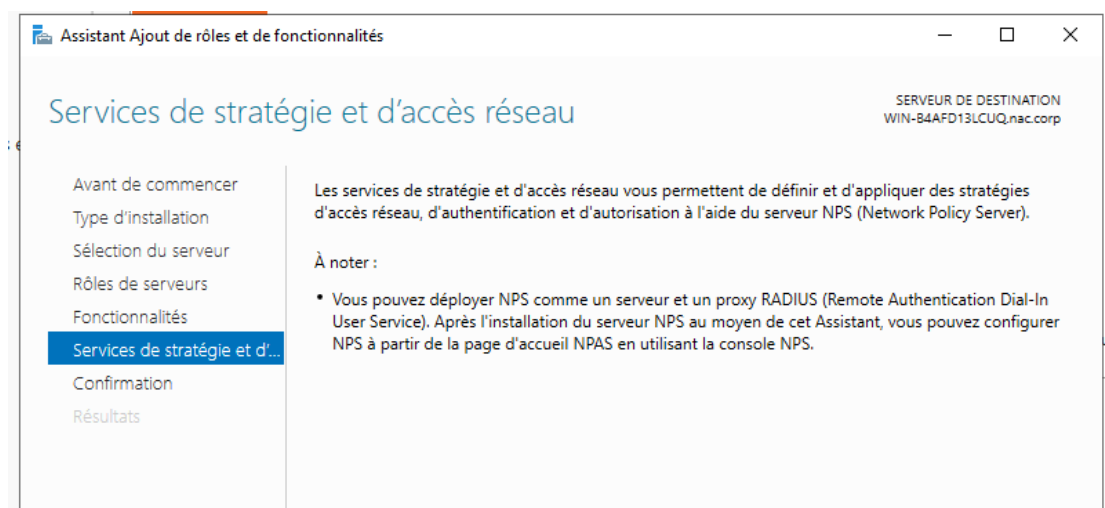 Assistant Ajout de rôles et de fonctionnalités
Services de stratégie et d’accès réseau
SERVEUR DE DESTINATION
WIN-B4AFD13LCUQ.nac.corp
Avant de commencer
Type d'installation
Sélection du serveur
Rôles de serveurs
Fonctionnalités
Services de stratégie et d’...
Confirmation
Résultats
Les services de stratégie et d'accès réseau vous permettent de définir et d'appliquer des stratégies
d'accès réseau, d'authentification et d'autorisation à l'aide du serveur NPS (Network Policy Server).
À noter :
• Vous pouvez déployer NPS comme un serveur et un proxy RADIUS (Remote Authentication Dial-In
User Service). Après l'installation du serveur NPS au moyen de cet Assistant, vous pouvez configurer
NPS à partir de la page d'accueil NPAS en utilisant la console NPS.